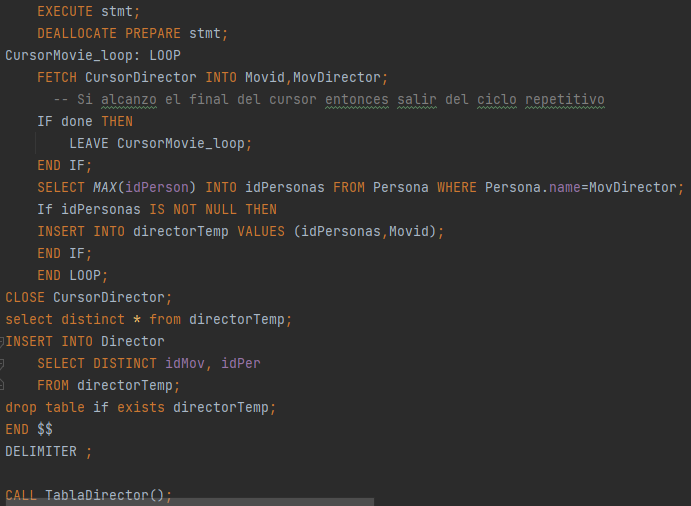 EXECUTE stmt;
    DEALLOCATE PREPARE stmt;
CursorMovie_loop: LOOP
    FETCH CursorDirector INTO Movid,MovDirector;
      -- Si alcanzo el final del cursor entonces salir del ciclo repetitivo
    IF done THEN
        LEAVE CursorMovie_loop;
    END IF;
    SELECT MAX(idPerson) INTO idPersonas FROM Persona WHERE Persona.name=MovDirector;
    If idPersonas IS NOT NULL THEN
    INSERT INTO directorTemp VALUES (idPersonas,Movid);
    END IF;
    END LOOP;
CLOSE CursorDirector;
select distinct * from directorTemp;
INSERT INTO Director
    SELECT DISTINCT idMov, idPer
    FROM directorTemp;
drop table if exists directorTemp;
END $$
DELIMITER ;

CALL TablaDirector();